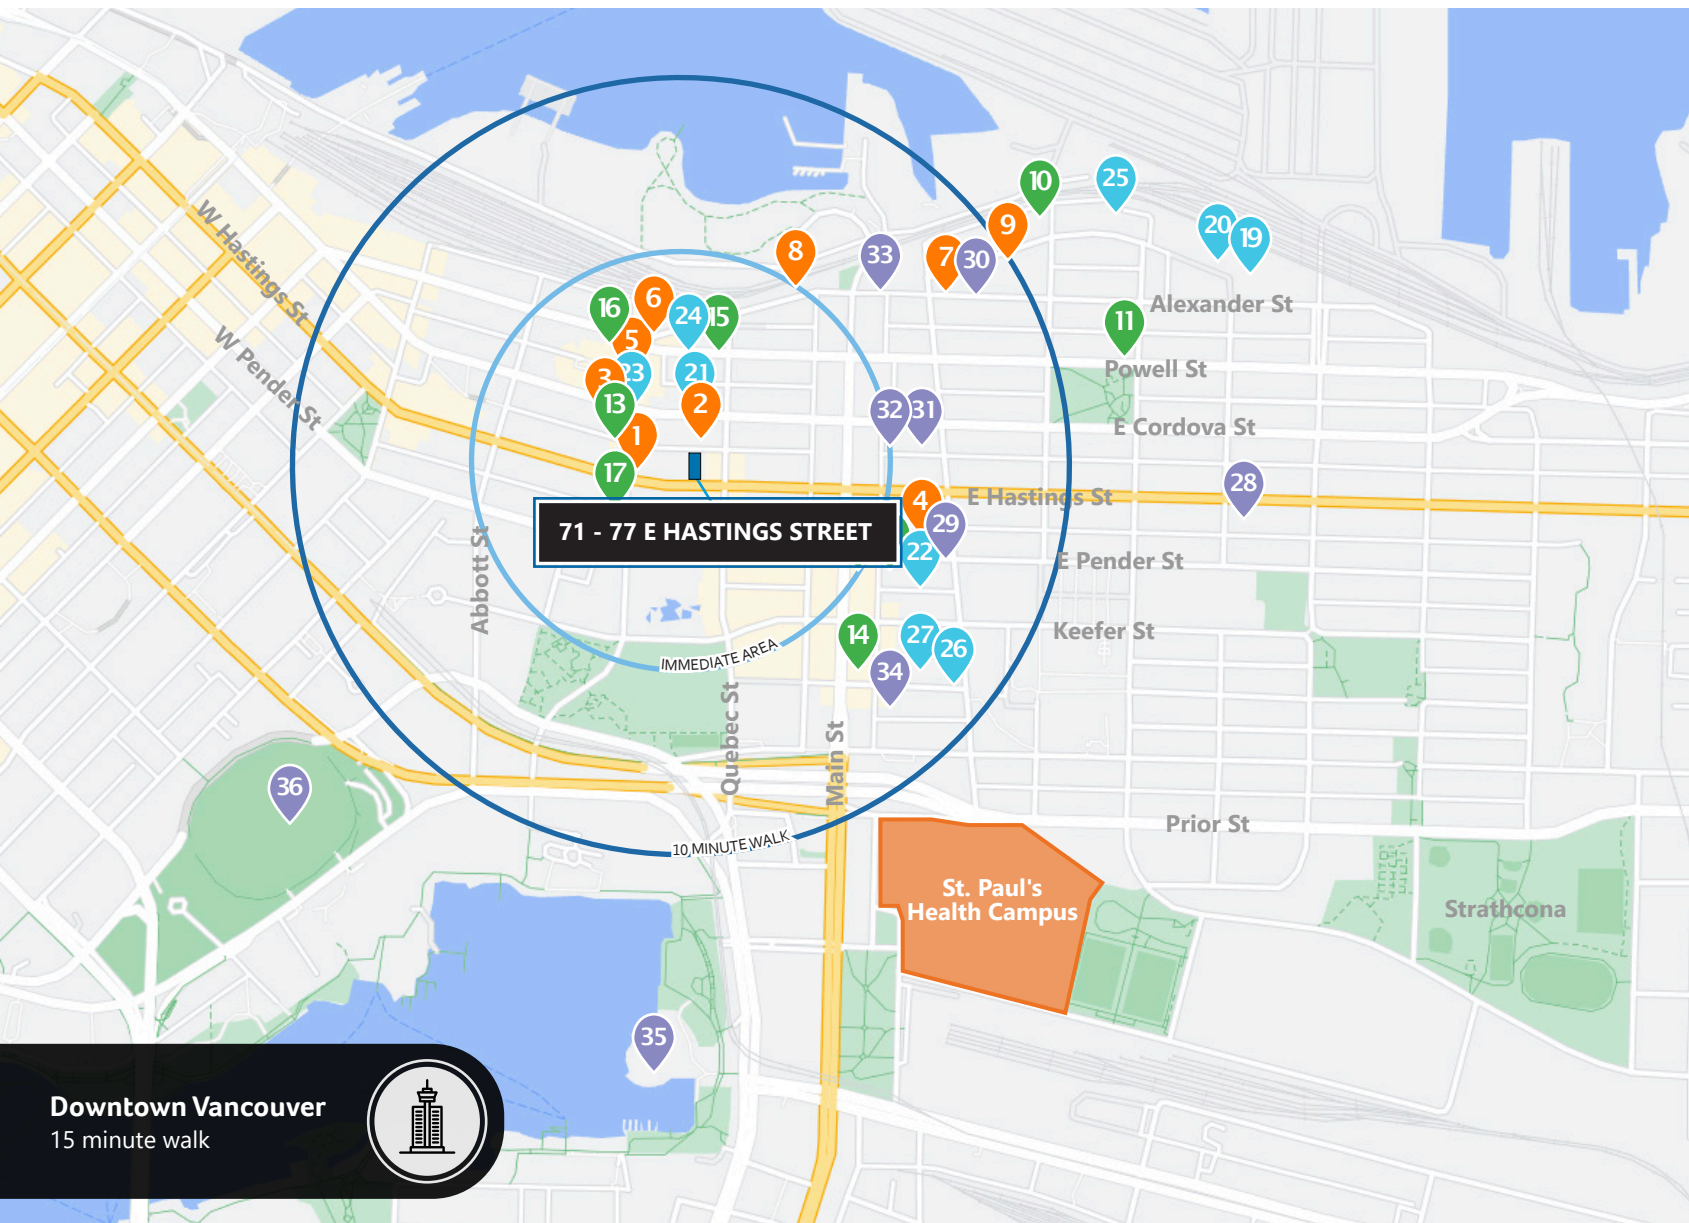 10
25
9
20
19
8
33
7
30
W Hastings St
6
16
24
15
Alexander St
11
5
W Pender St
3
23
21
Powell St
13
2
32
31
E Cordova St
1
17
28
4
E Hastings St
29
71 - 77 E HASTINGS STREET
22
E Pender St
Abbott St
14
27
26
Keefer St
IMMEDIATE AREA
34
Quebec St
Main St
36
Prior St
10 MINUTE WALK
St. Paul's
Health Campus
Strathcona
35
Downtown Vancouver
15 minute walk